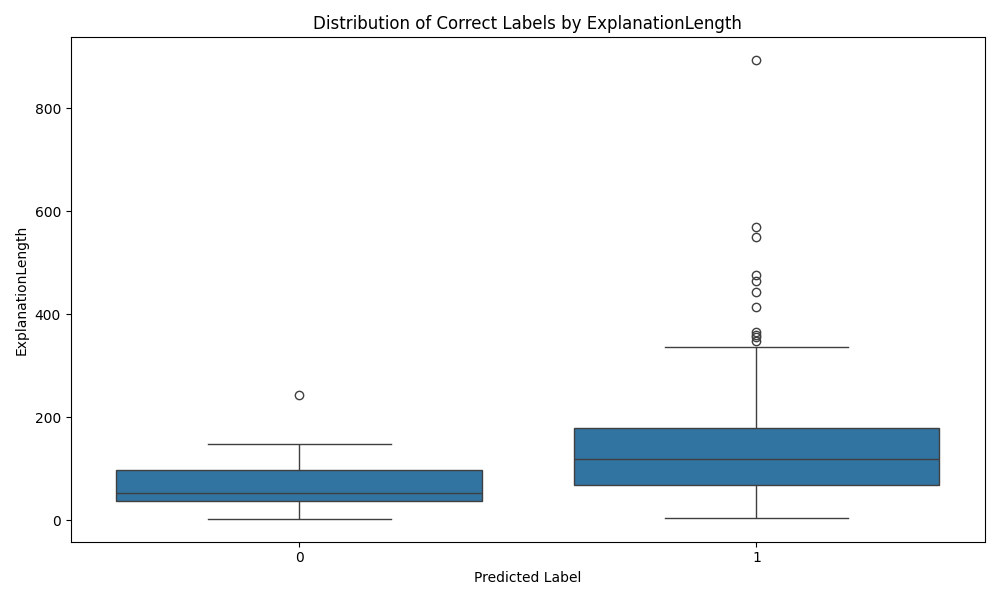 Distribution of Correct Labels by ExplanationLength
ExplanationLength
800
600
400
200
0
0
1
Predicted Label